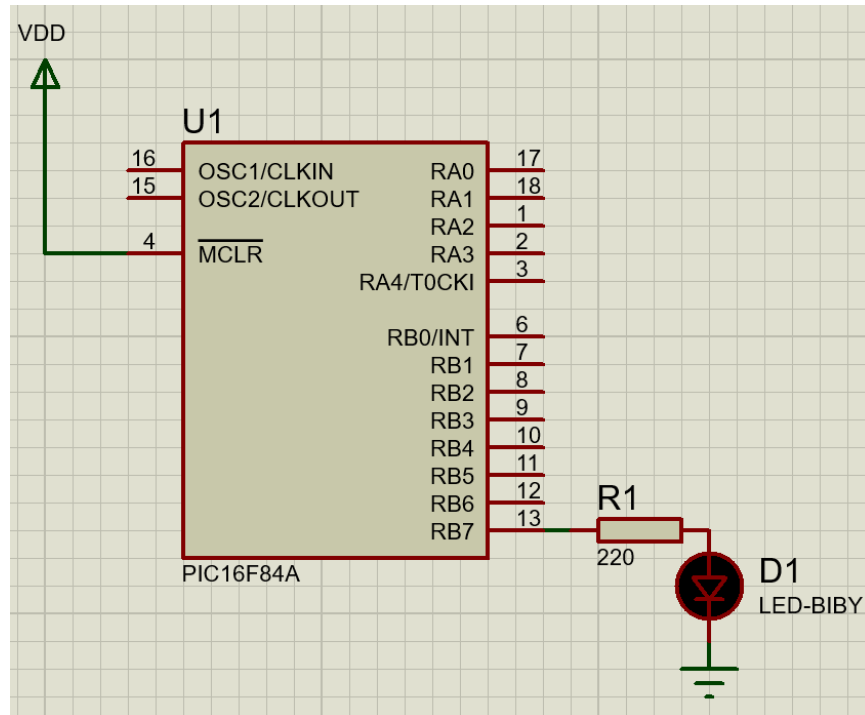 VDD
U1
16 OSC1/CLKIN RA0 17
15 OSC2/CLKOUT RA1 18
RA2 1
4 MCLR RA3 2
RA4/T0CKI 3
RB0/INT 6
RB1 7
RB2 8
RB3 9
RB4 10
RB5 11
RB6 12
RB7 13
PIC16F84A
R1
220
D1
LED-BIBY